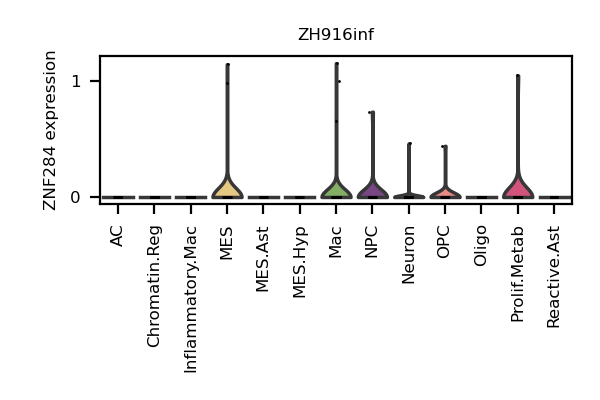 ZH916inf
ZNF284 expression
1
0
AC
Chromatin.Reg
Inflammatory.Mac
MES
MES.Ast
MES.Hyp
Mac
NPC
Neuron
OPC
Oligo
Prolif.Metab
Reactive.Ast